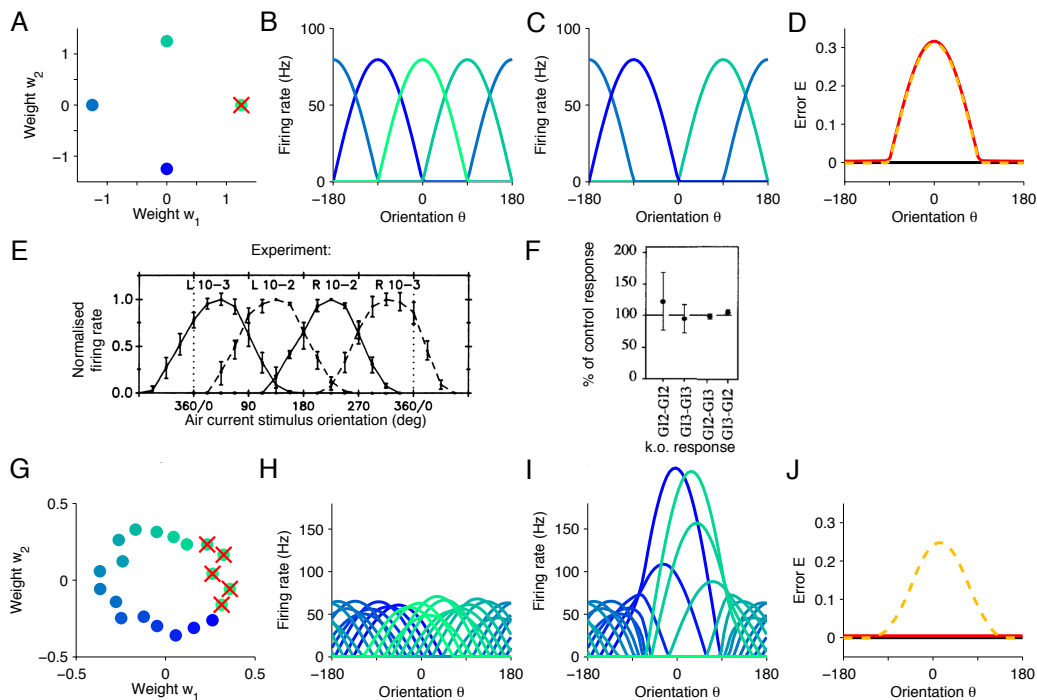 A
Weight w2
1
0
−1
−1
0
1
Weight w1
B
Firing rate (Hz)
100
50
0
−180
0
180
Orientation θ
C
Firing rate (Hz)
100
50
0
−180
0
180
Orientation θ
D
Error E
0.3
0.2
0.1
0
−180
0
180
Orientation θ
E
Experiment:
L 10-3 L 10-2 R 10-2 R 10-3
Normalised
firing rate
1.0
0.5
0.0
360/0 90 180 270 360/0
Air current stimulus orientation (deg)
F
% of control response
200
100
0
GI2-GI2
GI3-GI3
GI2-GI3
GI3-GI2
k.o. response
G
Weight w2
0.5
0
−0.5
−0.5
0
0.5
Weight w1
H
Firing rate (Hz)
150
100
50
0
−180
0
180
Orientation θ
I
Firing rate (Hz)
150
100
50
0
−180
0
180
Orientation θ
J
Error E
0.3
0.2
0.1
0
−180
0
180
Orientation θ